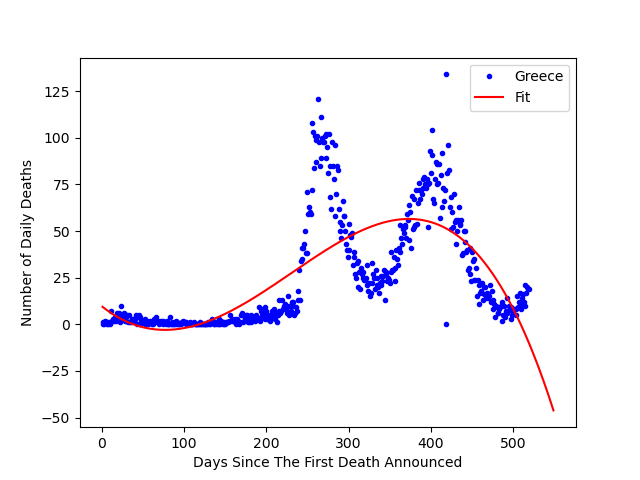 Greece
Fit
125
100
75
50
25
0
−25
−50
Number of Daily Deaths
0 100 200 300 400 500
Days Since The First Death Announced